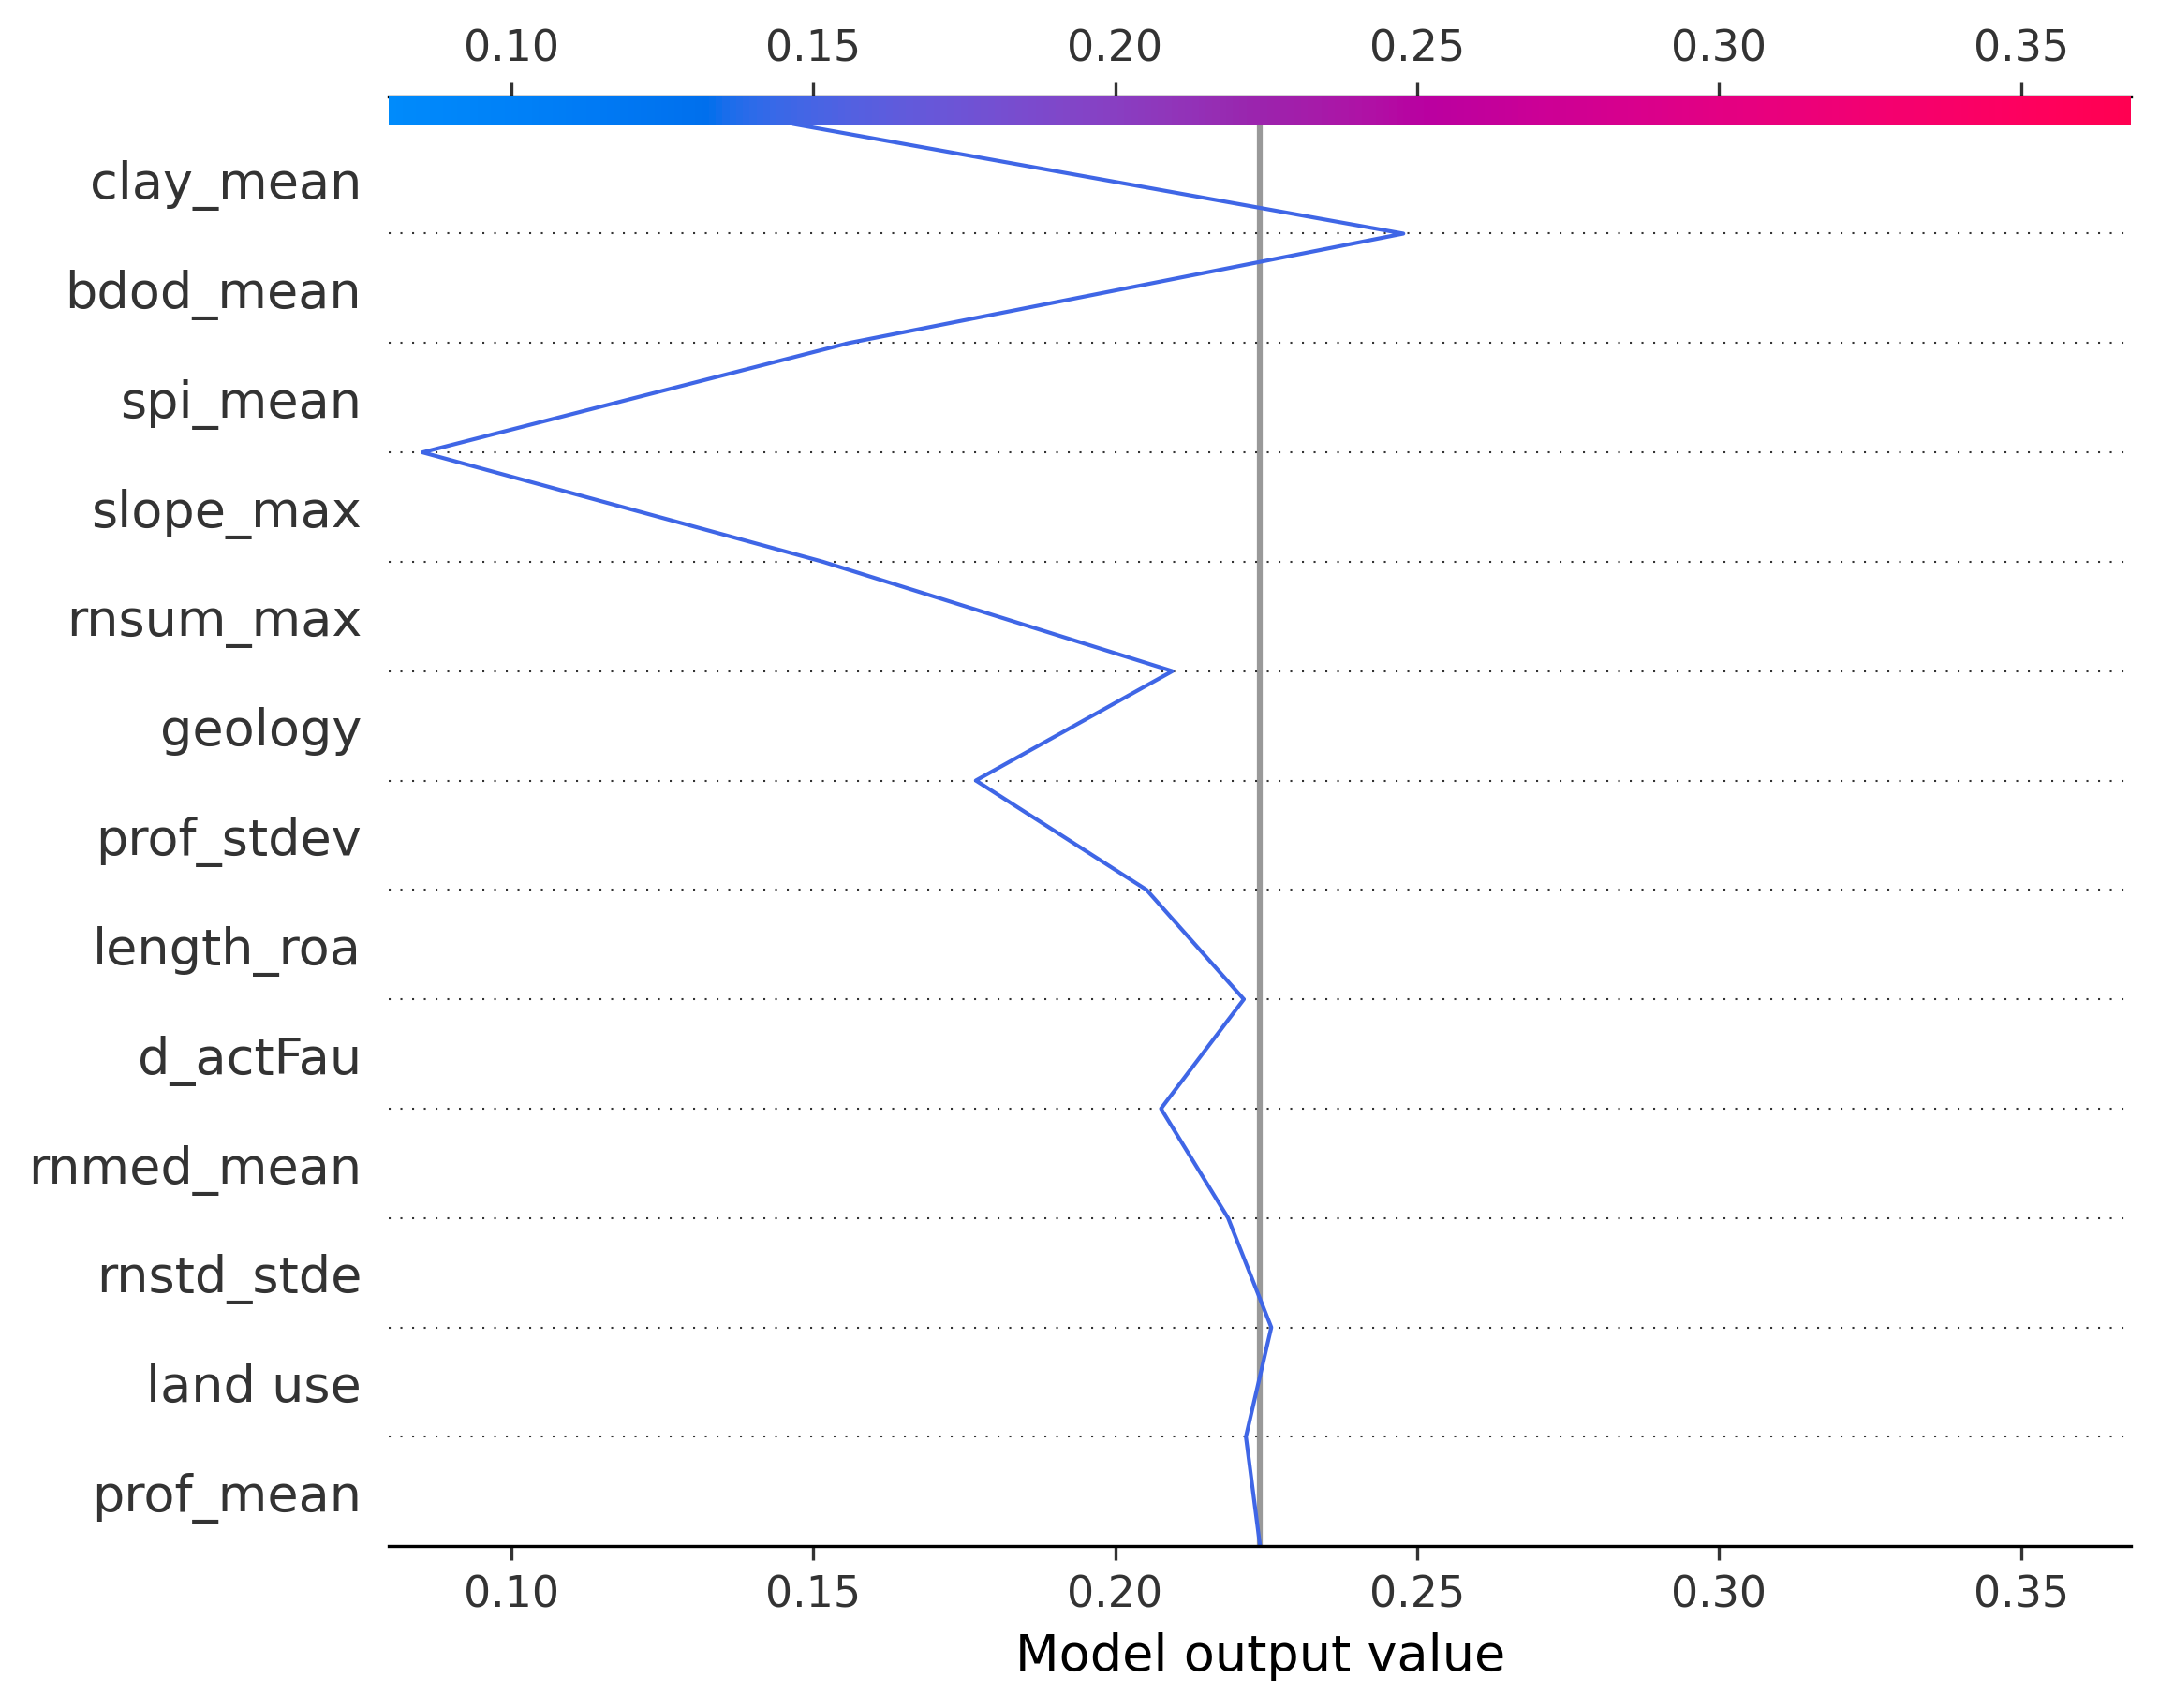 0.10 0.15 0.20 0.25 0.30 0.35
clay_mean
bdod_mean
spi_mean
slope_max
rnsum_max
geology
prof_stdev
length_roa
d_actFau
rnmed_mean
rnstd_stde
land use
prof_mean
0.10 0.15 0.20 0.25 0.30 0.35
Model output value